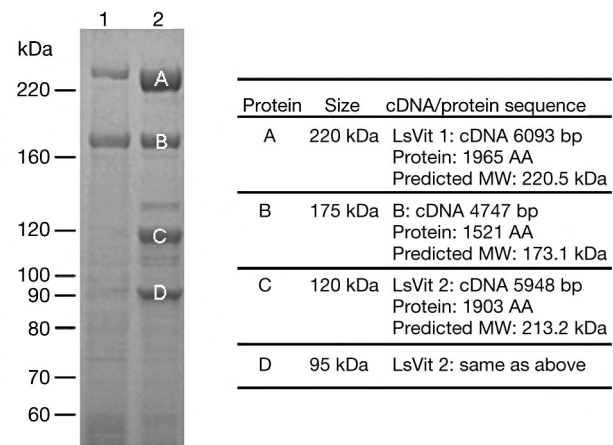 1 2
kDa
220
160
120
100
90
80
70
60
A
B
C
D
Protein Size cDNA/protein sequence
A 220 kDa LsVit 1: cDNA 6093 bp
Protein: 1965 AA
Predicted MW: 220.5 kDa
B 175 kDa B: cDNA 4747 bp
Protein: 1521 AA
Predicted MW: 173.1 kDa
C 120 kDa LsVit 2: cDNA 5948 bp
Protein: 1903 AA
Predicted MW: 213.2 kDa
D 95 kDa LsVit 2: same as above